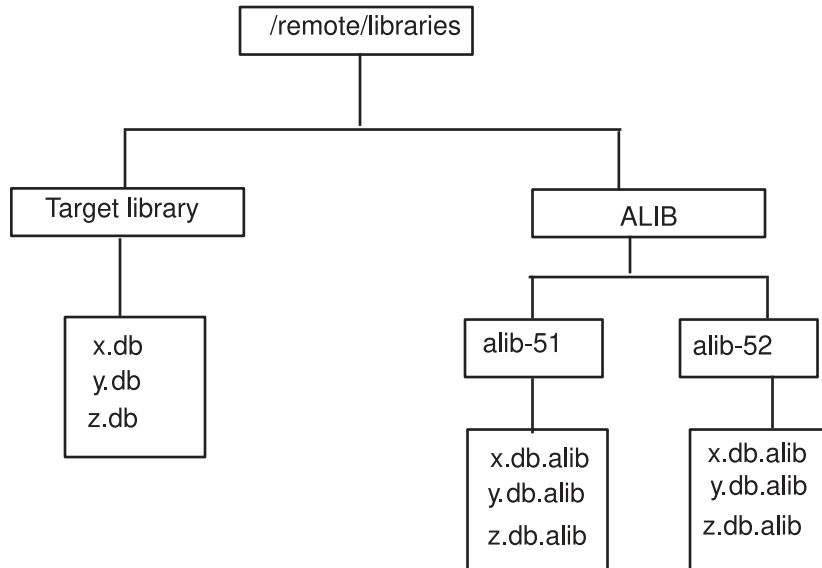 /remote/libraries
Target library
ALIB
x.db
y.db
z.db
alib-51
alib-52
x.db.alib
y.db.alib
z.db.alib
x.db.alib
y.db.alib
z.db.alib